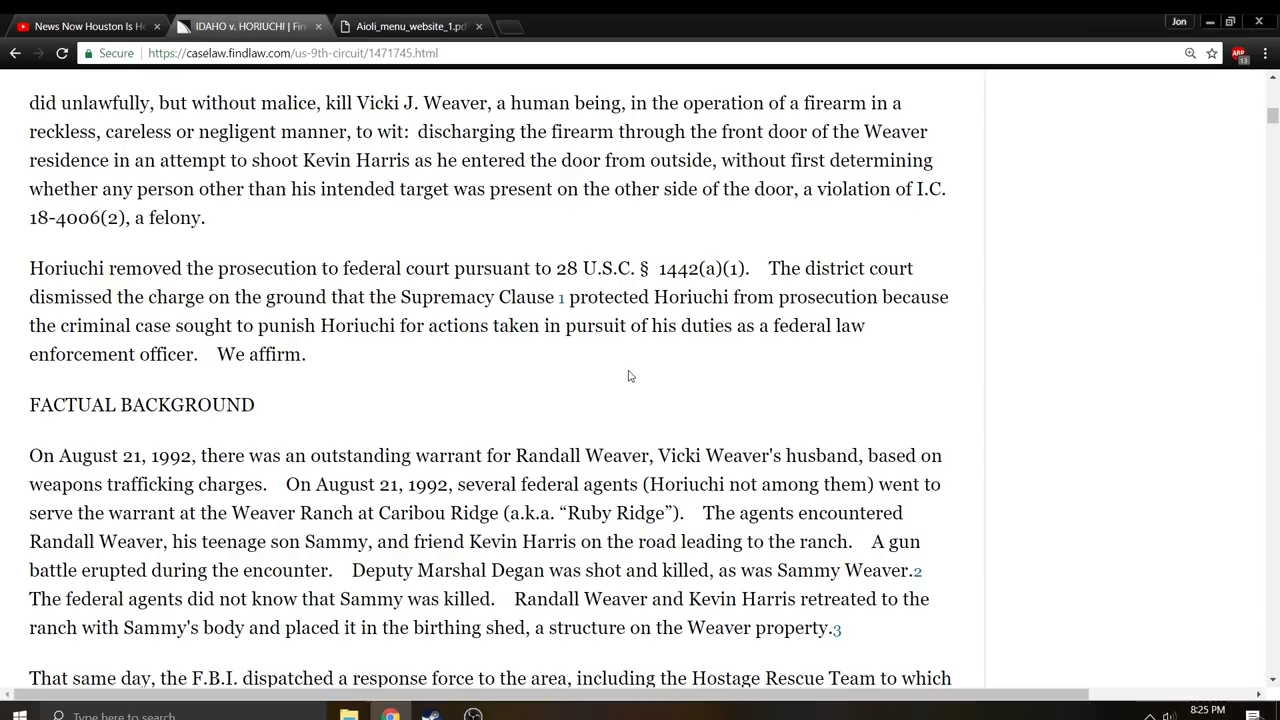 News Now Houston Is H
IDAHO v. HORIUCHI | Fin
Aioli_menu_website_1.pd
Jon
Secure
https://caselaw.findlaw.com/us-9th-circuit/1471745.html
ABP
13
did unlawfully, but without malice, kill Vicki J. Weaver, a human being, in the operation of a firearm in a
reckless, careless or negligent manner, to wit: discharging the firearm through the front door of the Weaver
residence in an attempt to shoot Kevin Harris as he entered the door from outside, without first determining
whether any person other than his intended target was present on the other side of the door, a violation of I.C.
18-4006(2), a felony.
Horiuchi removed the prosecution to federal court pursuant to 28 U.S.C. § 1442(a)(1). The district court
dismissed the charge on the ground that the Supremacy Clause 1 protected Horiuchi from prosecution because
the criminal case sought to punish Horiuchi for actions taken in pursuit of his duties as a federal law
enforcement officer. We affirm.
FACTUAL BACKGROUND
On August 21, 1992, there was an outstanding warrant for Randall Weaver, Vicki Weaver's husband, based on
weapons trafficking charges. On August 21, 1992, several federal agents (Horiuchi not among them) went to
serve the warrant at the Weaver Ranch at Caribou Ridge (a.k.a. “Ruby Ridge”). The agents encountered
Randall Weaver, his teenage son Sammy, and friend Kevin Harris on the road leading to the ranch. A gun
battle erupted during the encounter. Deputy Marshal Degan was shot and killed, as was Sammy Weaver.2
The federal agents did not know that Sammy was killed. Randall Weaver and Kevin Harris retreated to the
ranch with Sammy's body and placed it in the birthing shed, a structure on the Weaver property.3
That same day, the F.B.I. dispatched a response force to the area, including the Hostage Rescue Team to which
Type here to search
8:25 PM